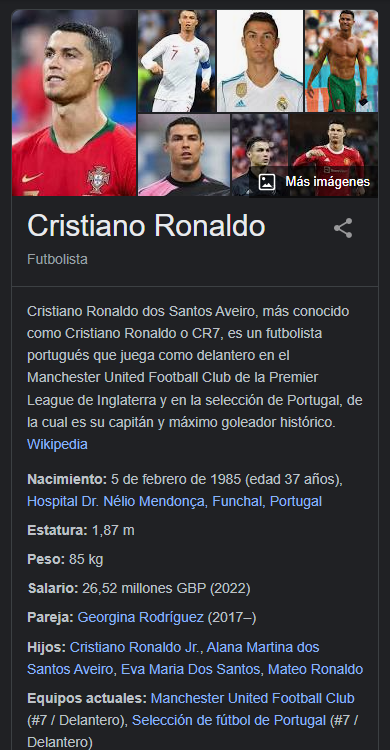 Más imágenes
Cristiano Ronaldo
Futbolista
Cristiano Ronaldo dos Santos Aveiro, más conocido
como Cristiano Ronaldo o CR7, es un futbolista
portugués que juega como delantero en el
Manchester United Football Club de la Premier
League de Inglaterra y en la selección de Portugal, de
la cual es su capitán y máximo goleador histórico.
Wikipedia
Nacimiento: 5 de febrero de 1985 (edad 37 años),
Hospital Dr. Nélio Mendonça, Funchal, Portugal
Estatura: 1,87 m
Peso: 85 kg
Salario: 26,52 millones GBP (2022)
Pareja: Georgina Rodríguez (2017–)
Hijos: Cristiano Ronaldo Jr., Alana Martina dos
Santos Aveiro, Eva Maria Dos Santos, Mateo Ronaldo
Equipos actuales: Manchester United Football Club
(#7 / Delantero), Selección de fútbol de Portugal (#7 /
Delantero)